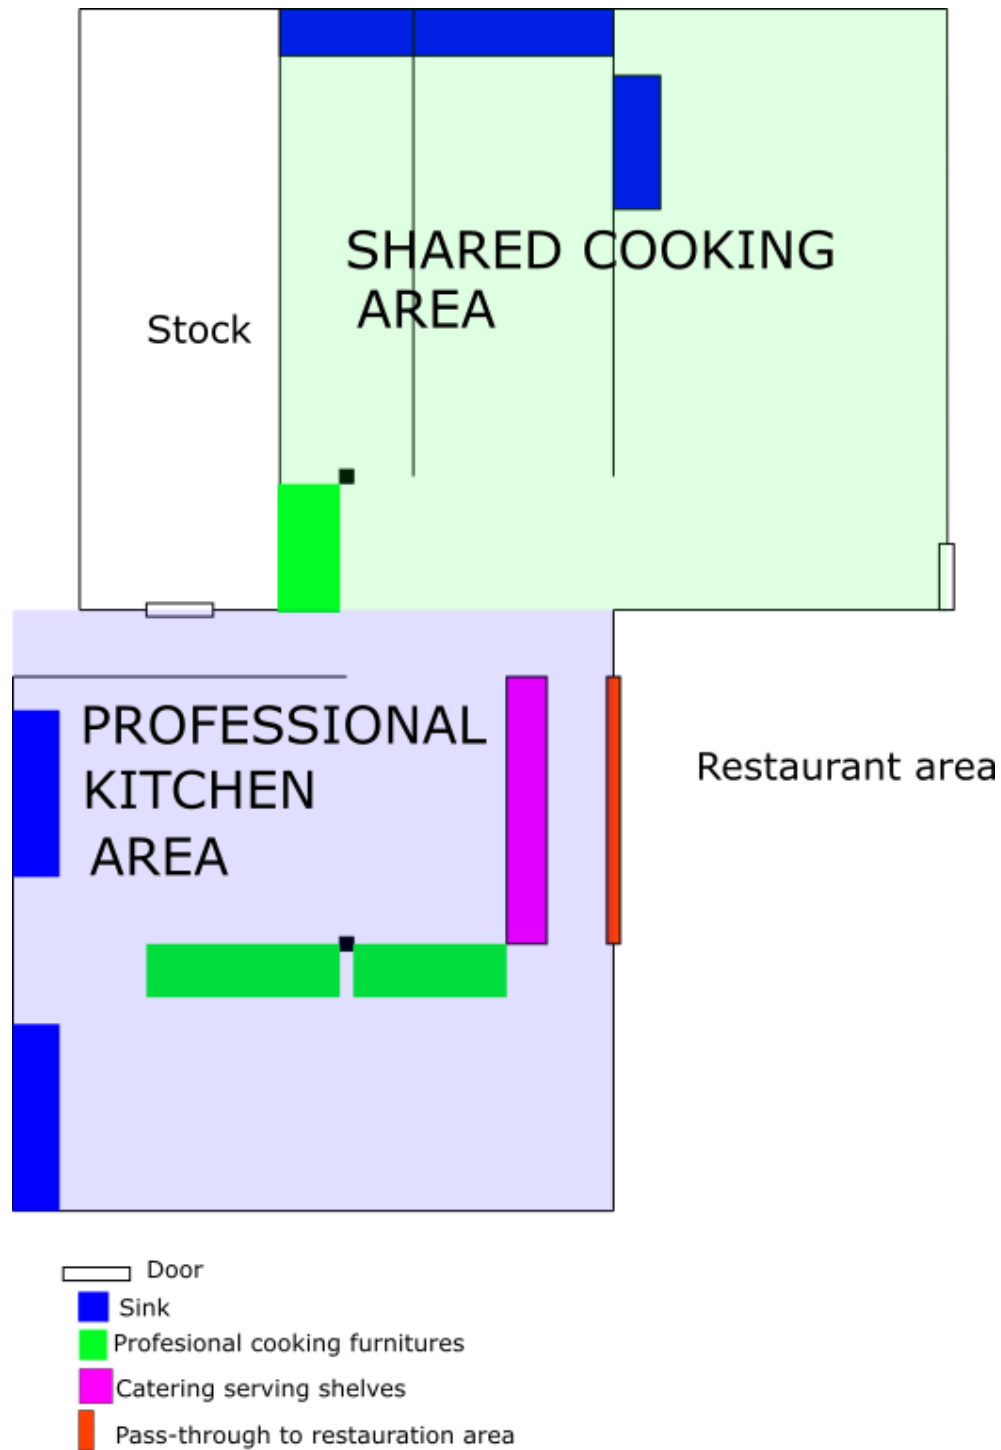 SHARED COOKING
AREA
Stock
PROFESSIONAL
KITCHEN
AREA
Restaurant area
Door
Sink
Profesional cooking furnitures
Catering serving shelves
Pass-through to restauration area